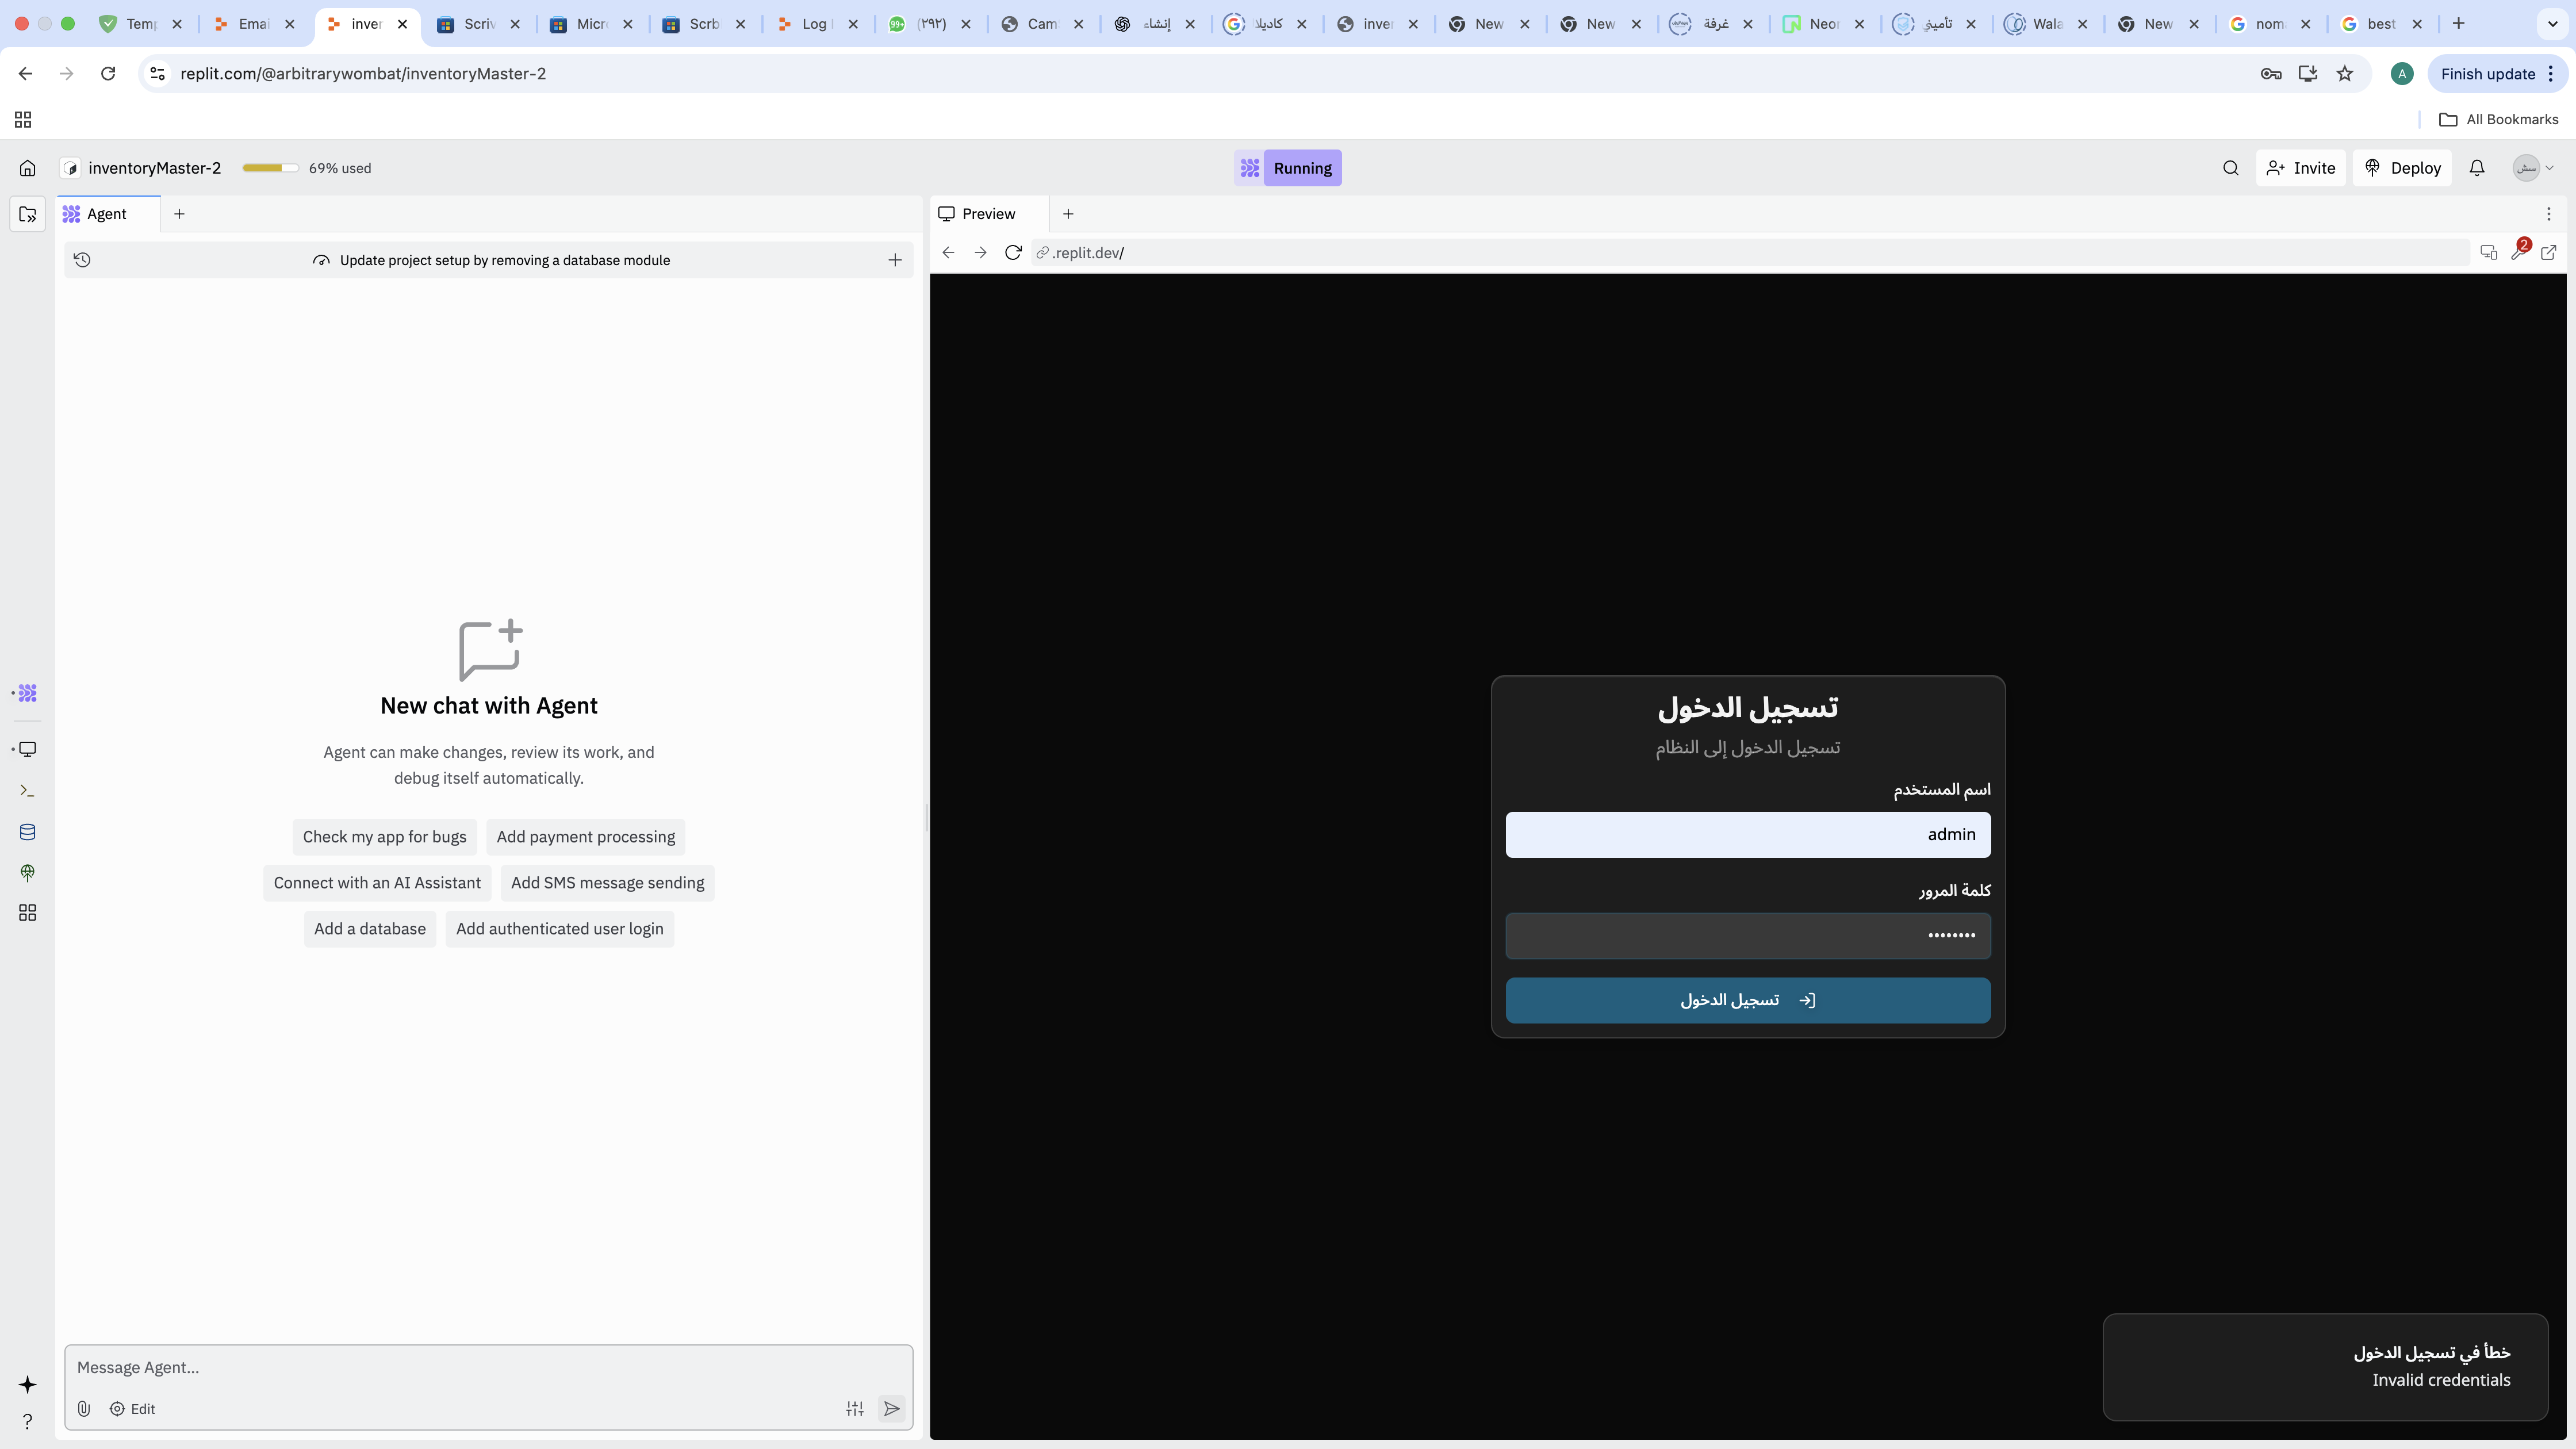 Temp
Emai
inver
Scriv
Micro
Scrb
Log I
99+
(٢٩٢)
Cam
إنشاء
كاديلا
inver
New
New
غرفة
Neon
تأميني
Wala
New
nom
best
replit.com/@arbitrarywombat/inventoryMaster-2
A
Finish update
All Bookmarks
inventoryMaster-2
69% used
Running
Invite
Deploy
Agent
Preview
Update project setup by removing a database module
.replit.dev/
2
New chat with Agent
Agent can make changes, review its work, and
debug itself automatically.
Check my app for bugs
Add payment processing
Connect with an AI Assistant
Add SMS message sending
Add a database
Add authenticated user login
Message Agent...
Edit
تسجيل الدخول
تسجيل الدخول إلى النظام
اسم المستخدم
admin
كلمة المرور
••••••••
تسجيل الدخول
خطأ في تسجيل الدخول
Invalid credentials